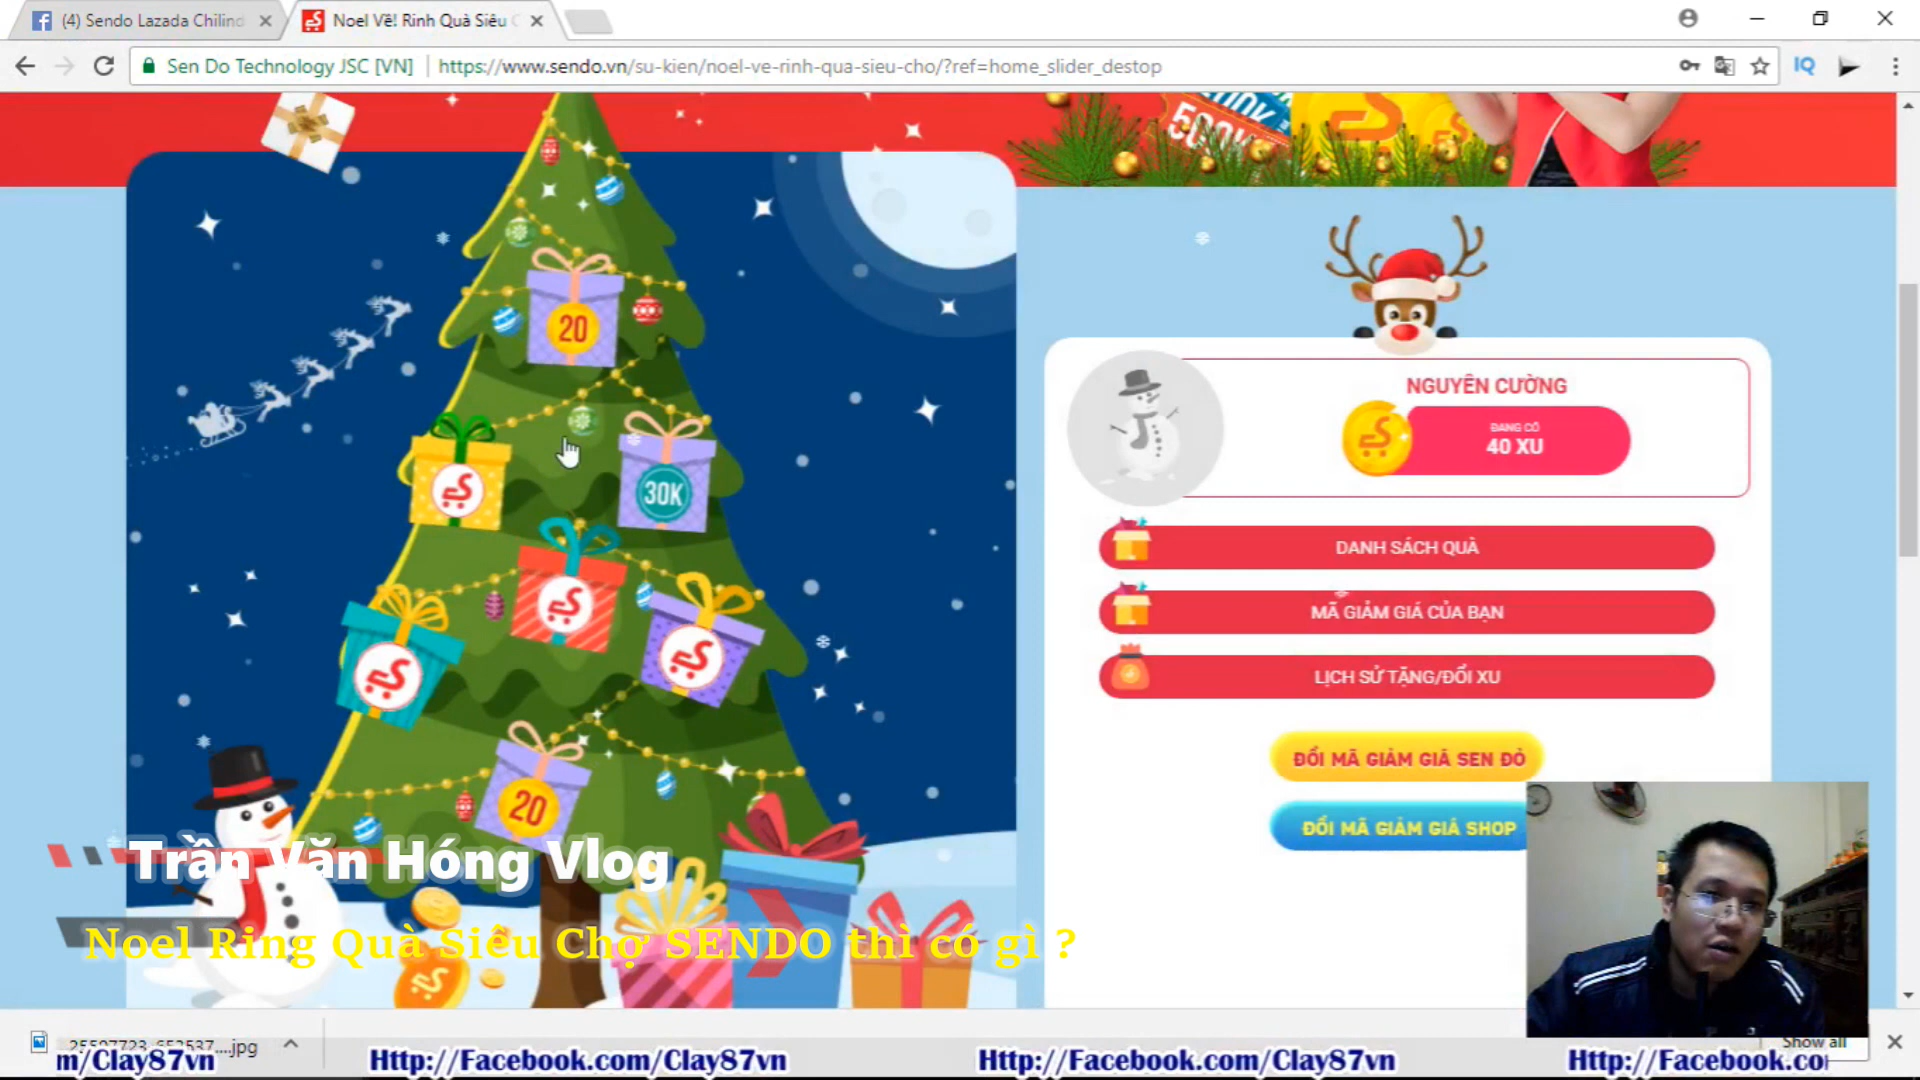 (4) Sendo Lazada Chilind
Noel Về! Rinh Quà Siêu C
Sen Do Technology JSC [VN]
https://www.sendo.vn/su-kien/noel-ve-rinh-qua-sieu-cho/?ref=home_slider_destop
IQ
500K
20
30K
20
NGUYÊN CƯỜNG
ĐANG CÓ
40 XU
DANH SÁCH QUÀ
MÃ GIẢM GIÁ CỦA BẠN
LỊCH SỬ TẶNG/ĐỔI XU
ĐỔI MÃ GIẢM GIÁ SEN ĐỎ
ĐỔI MÃ GIẢM GIÁ SHOP
Trần Văn Hóng Vlog
Noel Ring Quà Siêu Chợ SENDO thì có gì ?
Show all
m/Clay87vn Http://Facebook.com/Clay87vn Http://Facebook.com/Clay87vn Http://Facebook.co